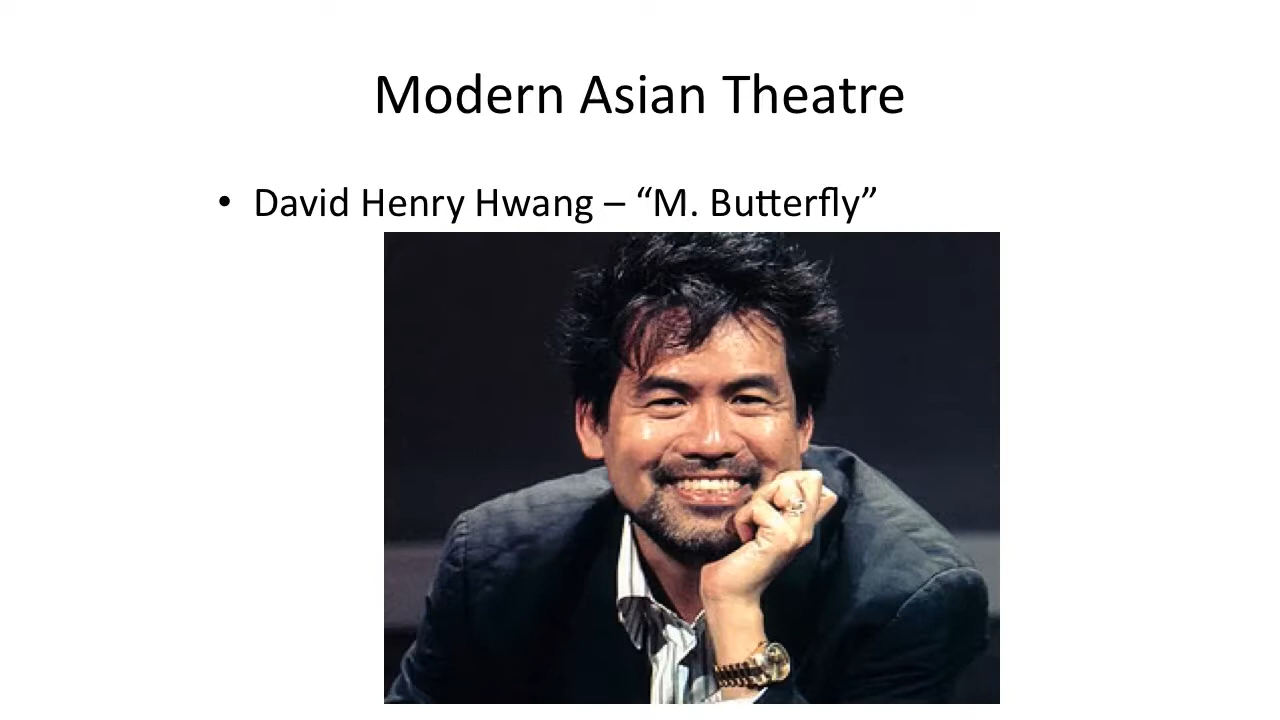 Modern Asian Theatre
• David Henry Hwang – “M. Butterfly”